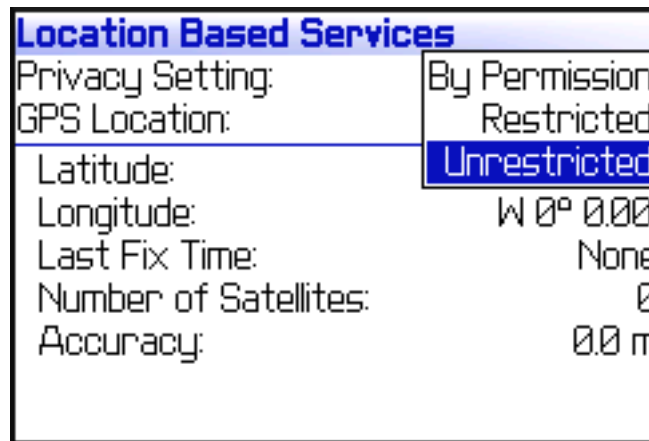 Location Based Services
Privacy Setting: By Permission
GPS Location: Restricted
Latitude: Unrestricted
Longitude: W 0º 0.00
Last Fix Time: None
Number of Satellites: 0
Accuracy: 0.0 m